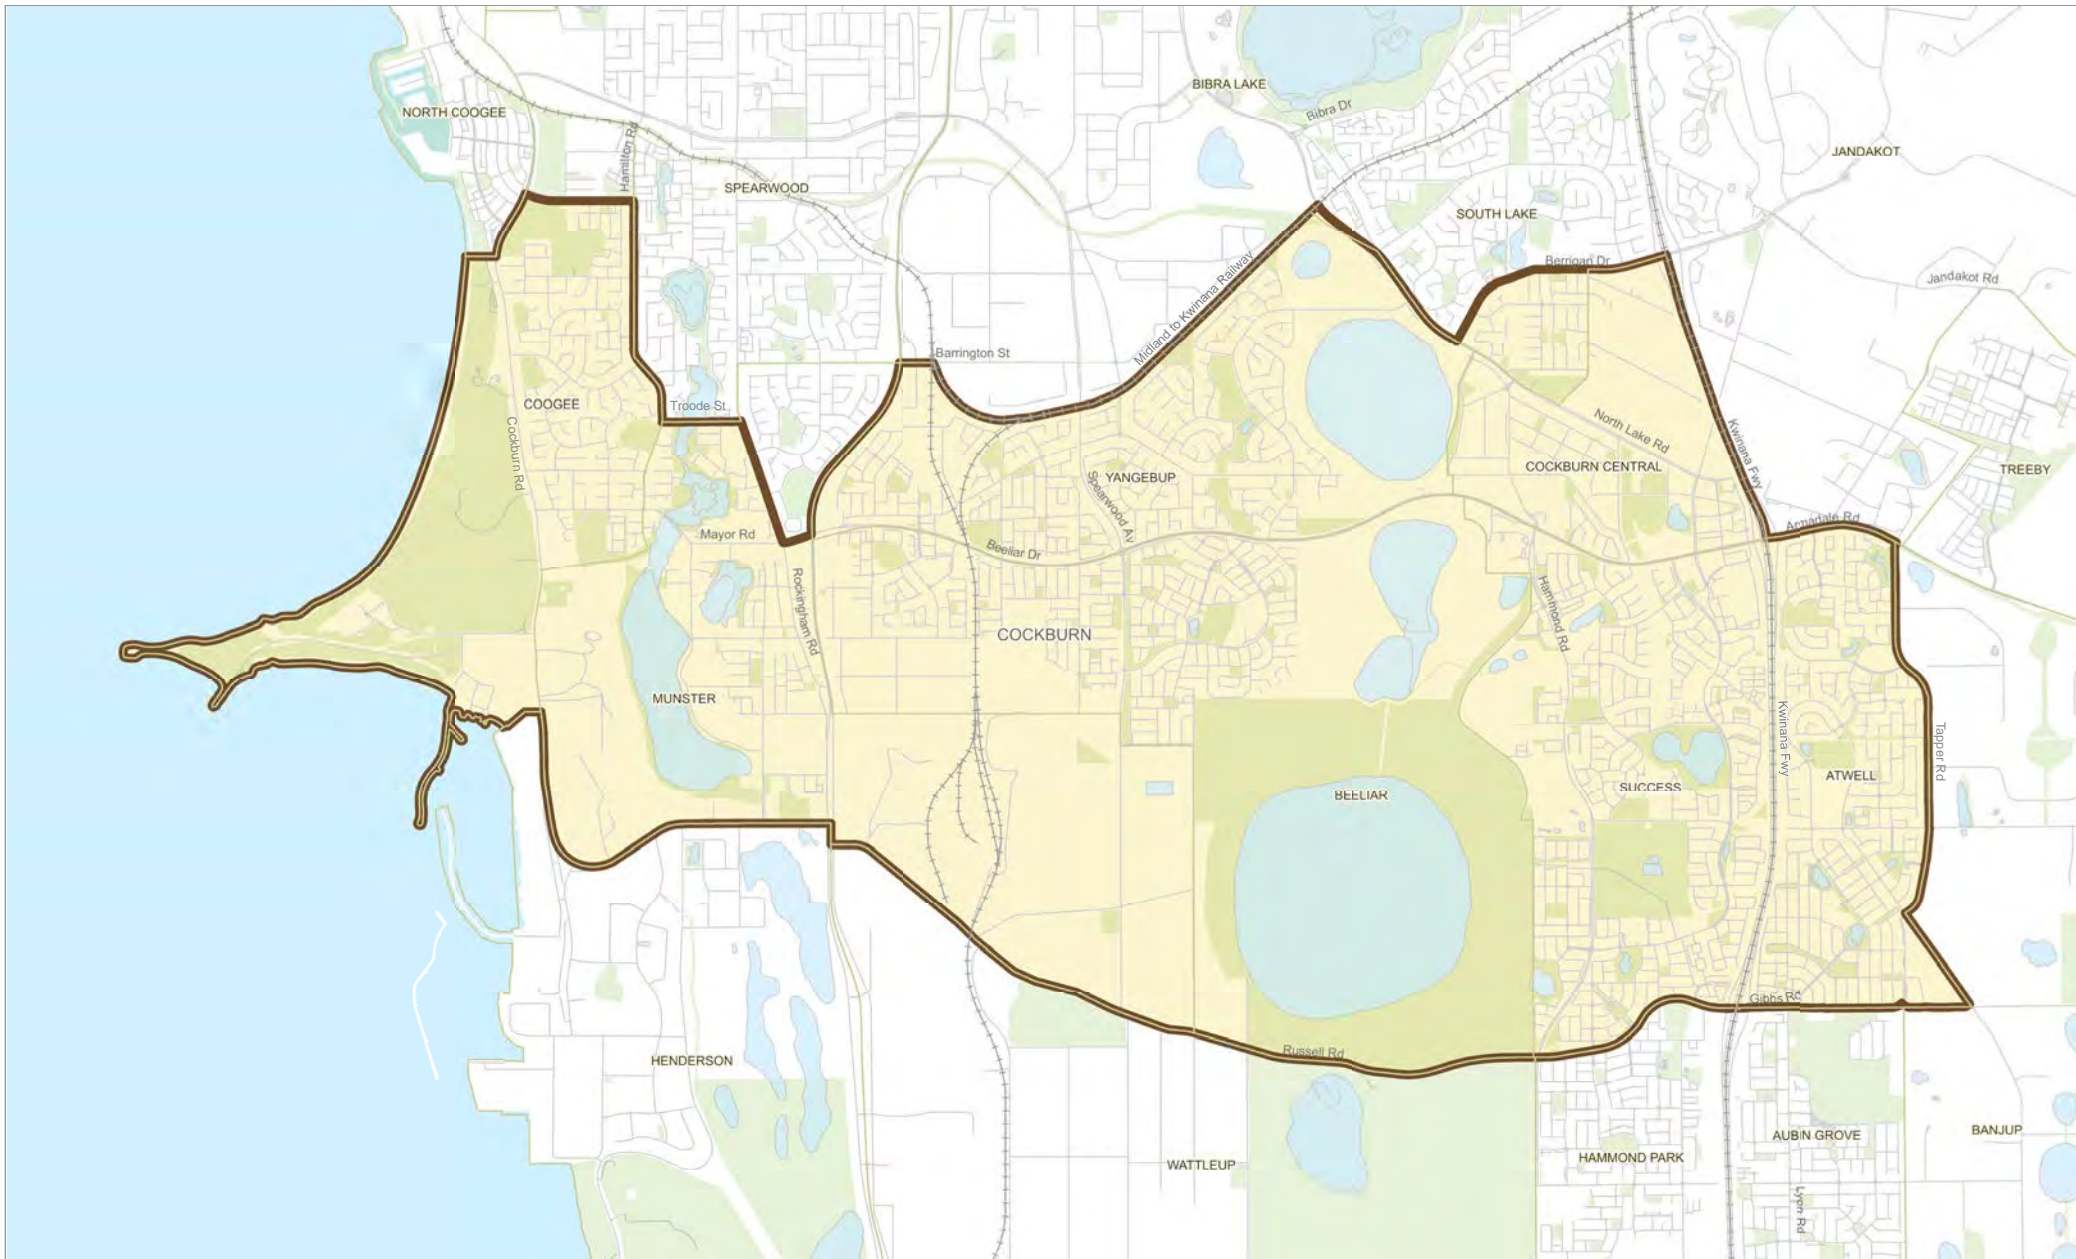 BIBRA LAKE
Bibra Dr
NORTH COOGEE
Hamilton Rd
JANDAKOT
SPEARWOOD
SOUTH LAKE
Berrigan Dr
Jandakot Rd
Midland to Kwinana Railway
Barrington St
COOGEE
Troode St
Cockburn Rd
North Lake Rd
Kwinana Fwy
COCKBURN CENTRAL
TREEBY
YANGEBUP
Spearwood Av
Armadale Rd
Mayor Rd
Beeliar Dr
Rockingham Rd
Hammond Rd
COCKBURN
MUNSTER
Kwinana Fwy
Tapper Rd
ATWELL
SUCCESS
BEELIAR
Gibbs Rd
Russell Rd
HENDERSON
AUBIN GROVE
BANJUP
HAMMOND PARK
WATTLEUP
Lyon Rd